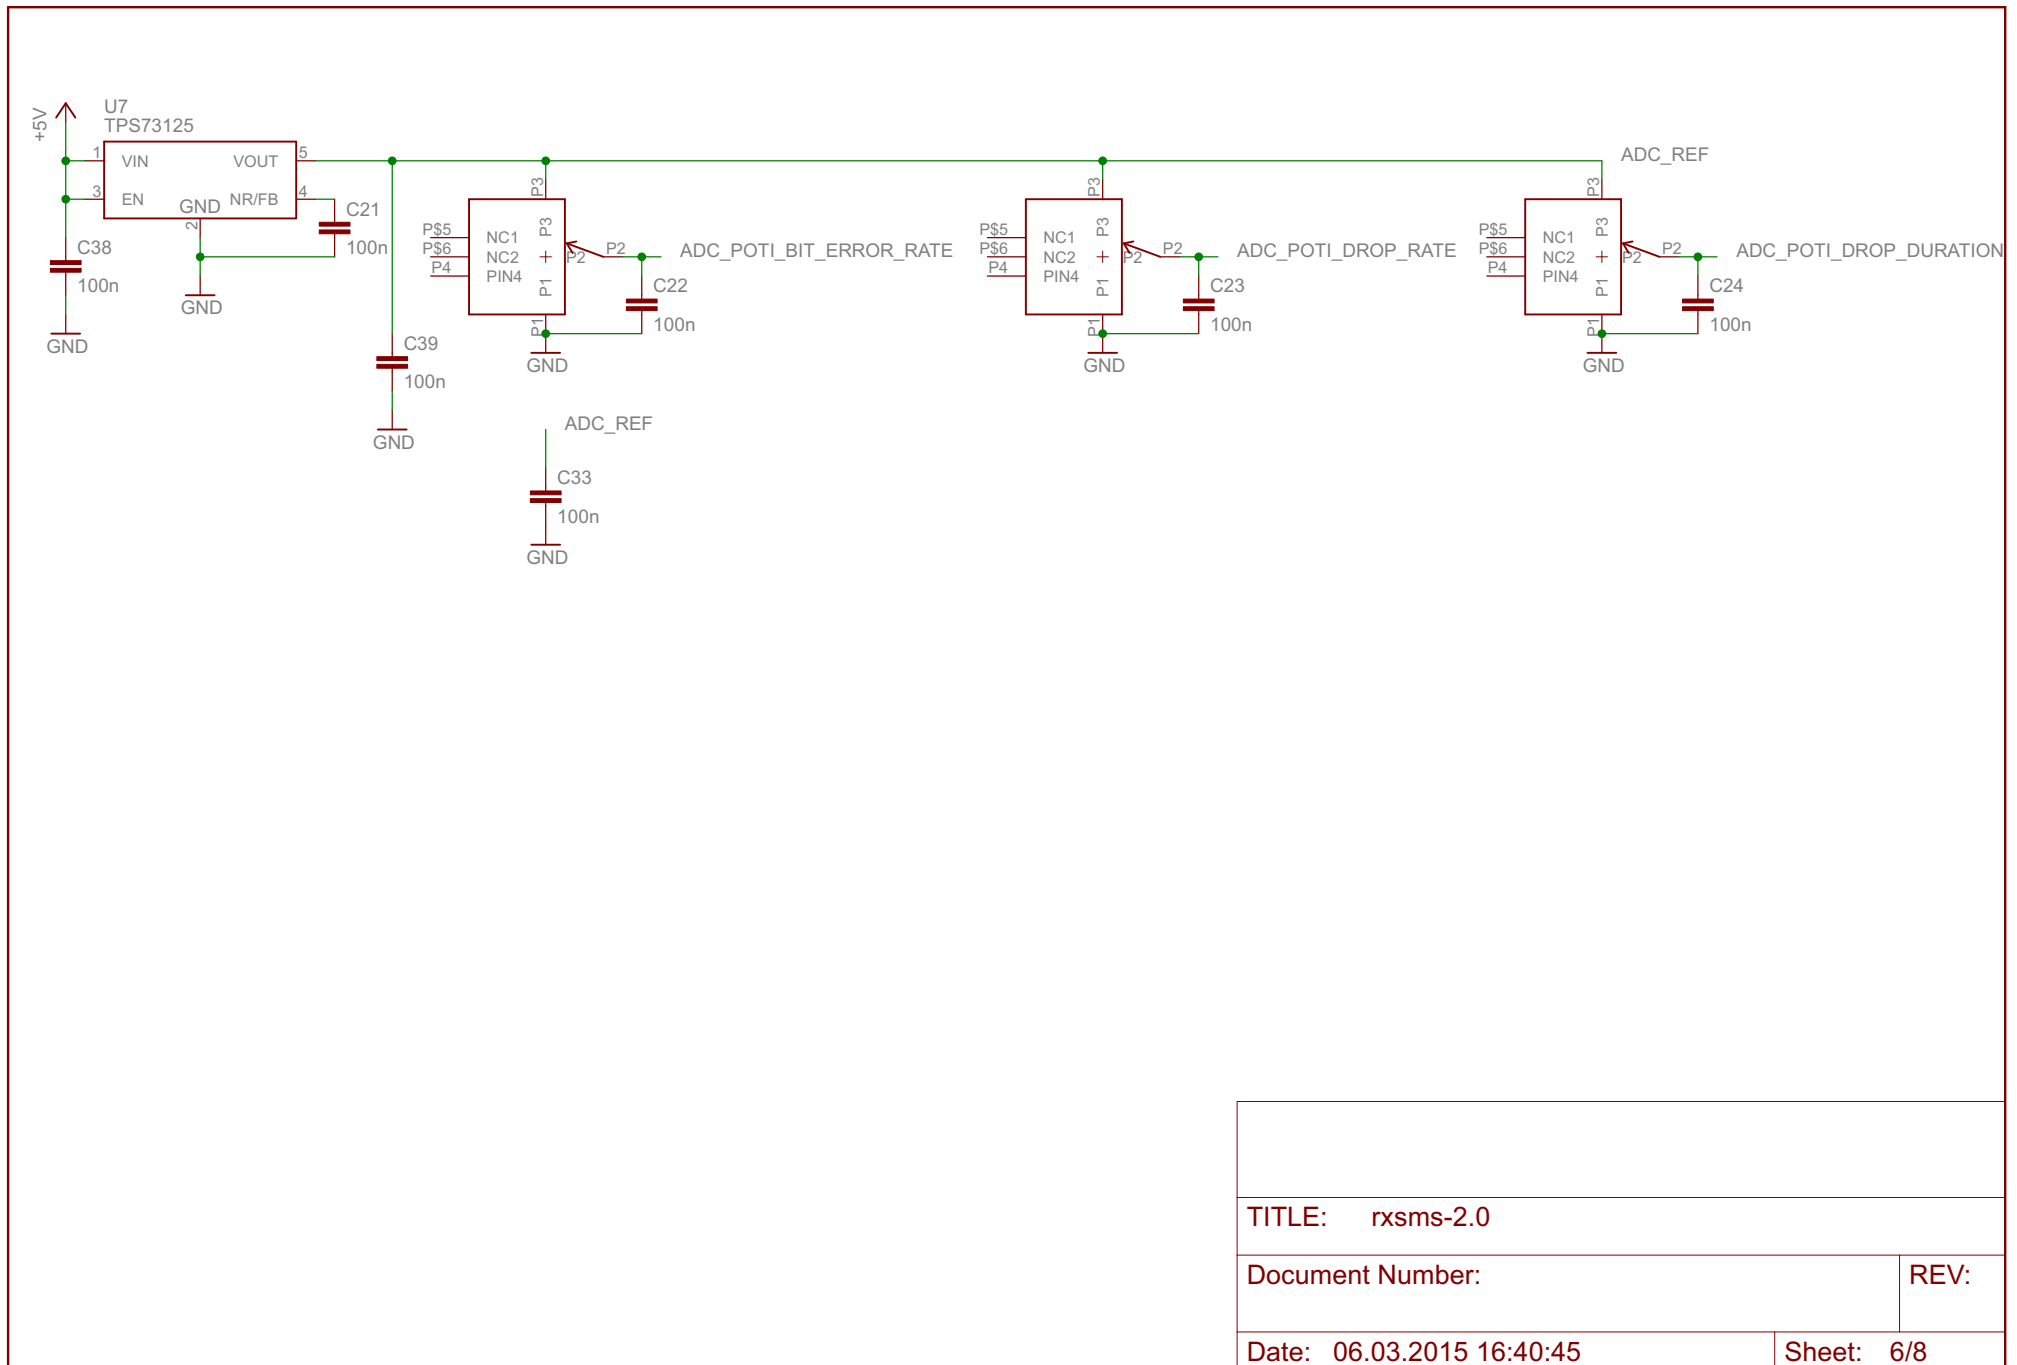 +5V
U7
TPS73125
1
VIN
VOUT
5
3
EN
GND
NR/FB
4
2
C21
100n
C38
100n
GND
GND
C39
100n
GND
P3
P$5
P$6
P4
NC1
NC2
PIN4
P3
+
P1
P2
P2
P1
ADC_POTI_BIT_ERROR_RATE
C22
100n
GND
P3
P$5
P$6
P4
NC1
NC2
PIN4
P3
+
P1
P2
P2
P1
ADC_POTI_DROP_RATE
C23
100n
GND
ADC_REF
P3
P$5
P$6
P4
NC1
NC2
PIN4
P3
+
P1
P2
P2
P1
ADC_POTI_DROP_DURATION
C24
100n
GND
ADC_REF
C33
100n
GND
TITLE: rxsms-2.0
Document Number:
REV:
Date: 06.03.2015 16:40:45
Sheet: 6/8